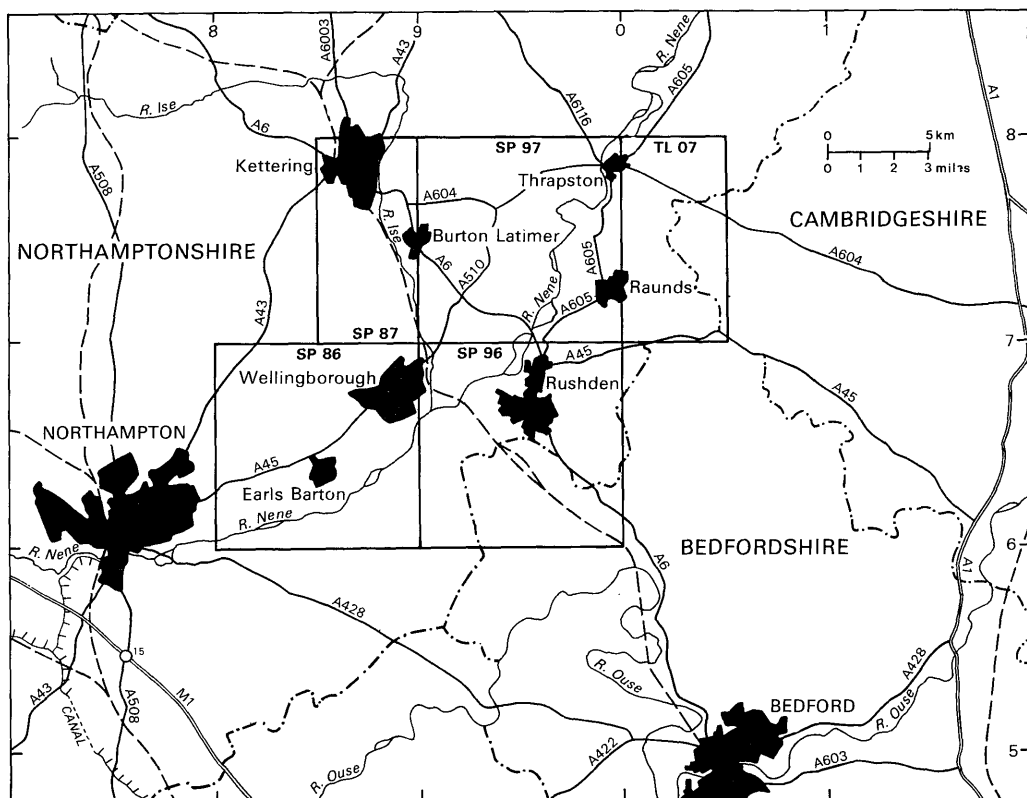 8
9
0
1
A6003
A43
R. Nene
A605
A6116
A1
R. Ise
A6
A508
8
SP 97
TL 07
0
5 km
0
3 miles
Kettering
Thrapston
A604
CAMBRIDGESHIRE
NORTHAMPTONSHIRE
R. Ise
Burton Latimer
A6
A510
A605
A604
R. Nene
A605
Raunds
A43
SP 87
SP 86
SP 96
7
A45
Wellingborough
Rushden
A45
NORTHAMPTON
A45
Earls Barton
R. Nene
BEDFORDSHIRE
6
R. Nene
A6
A1
A428
15
M1
R. Ouse
A428
A43
A508
CANAL
BEDFORD
R. Ouse
A422
A603
5
R. Ouse